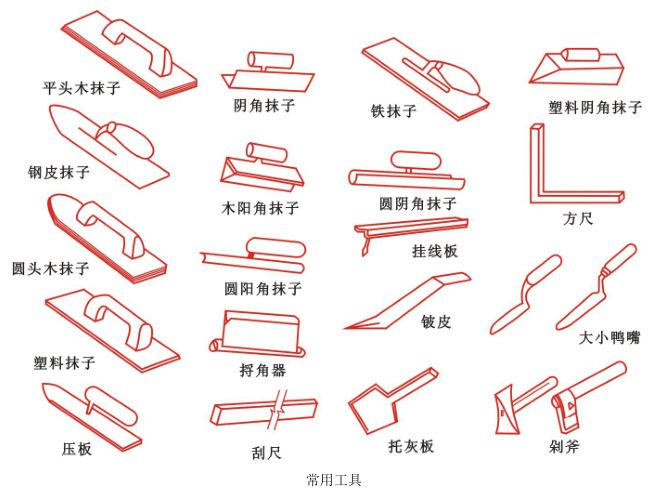 平头木抹子
阴角抹子
铁抹子
塑料阴角抹子
钢皮抹子
木阳角抹子
圆阴角抹子
方尺
挂线板
圆头木抹子
圆阳角抹子
铍皮
大小鸭嘴
塑料抹子
捋角器
压板
刮尺
托灰板
剁斧
常用工具